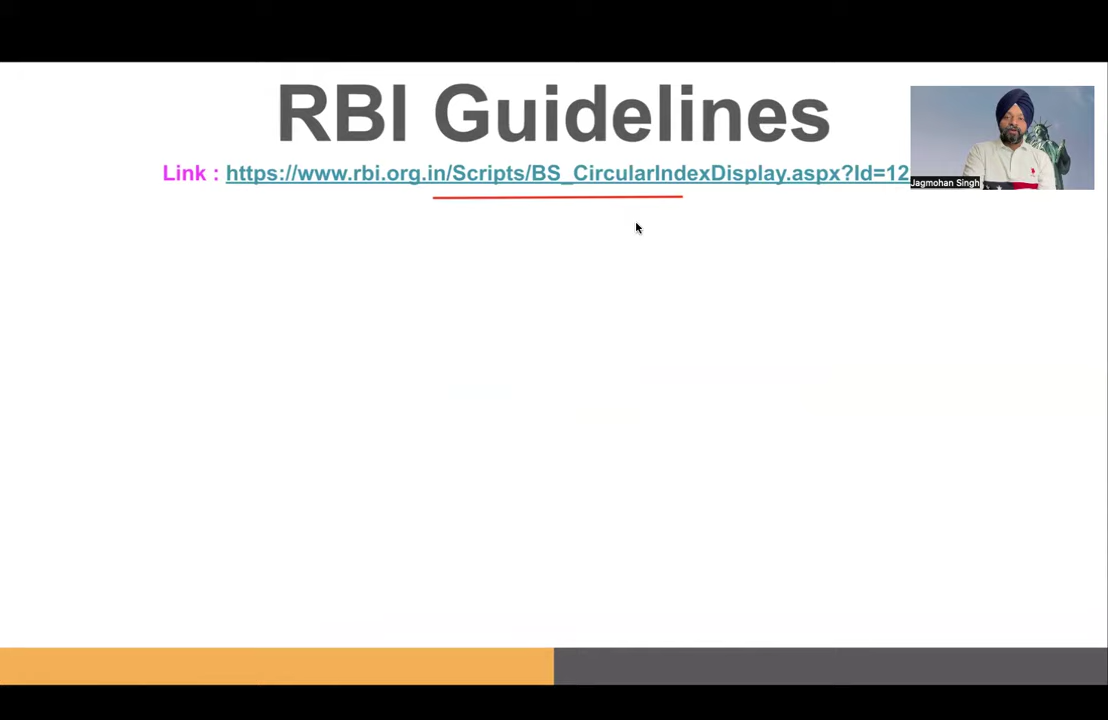 RBI Guidelines
Link : https://www.rbi.org.in/Scripts/BS_CircularIndexDisplay.aspx?Id=12
Jagmohan Singh